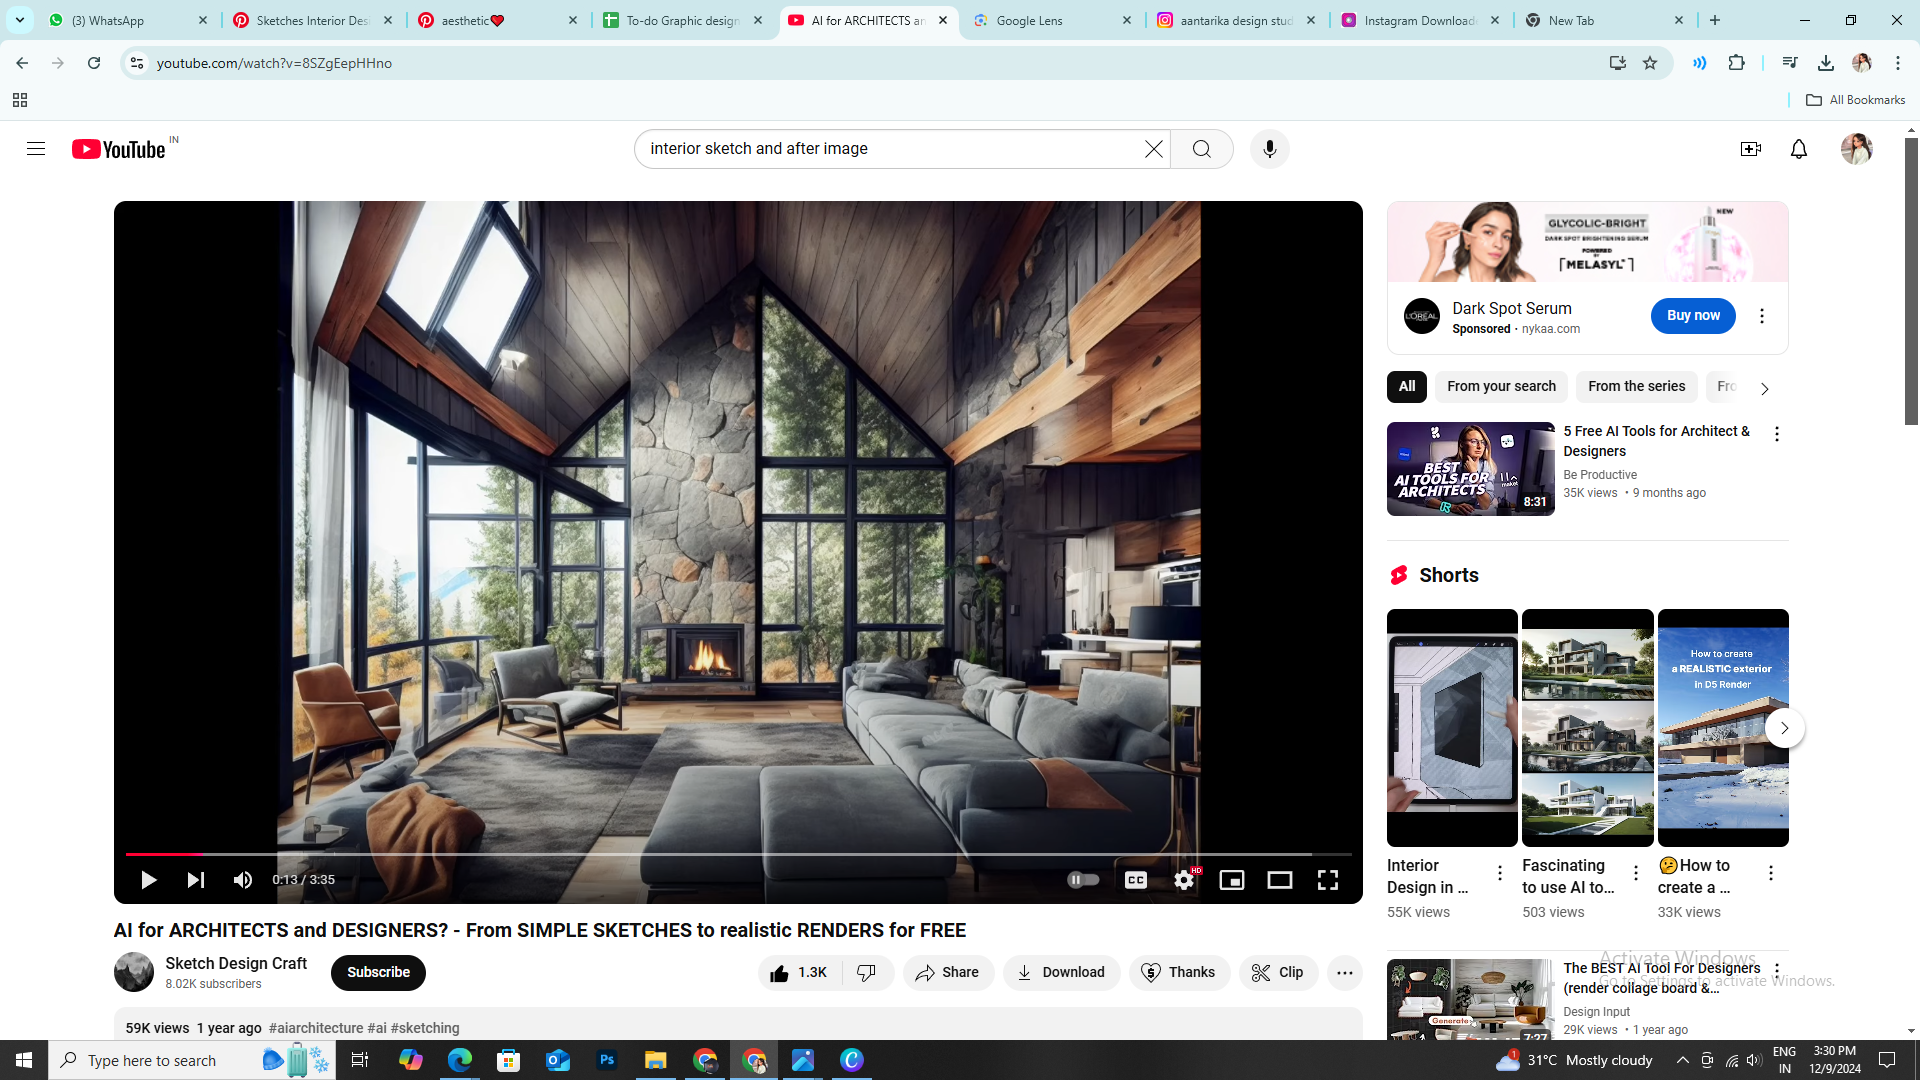 (3) WhatsApp
Sketches Interior Desi
aesthetic❤️
To-do Graphic design
AI for ARCHITECTS an
Google Lens
aantarika design stud
Instagram Downloade
New Tab
youtube.com/watch?v=8SZgEepHHno
All Bookmarks
YouTube IN
interior sketch and after image
GLYCOLIC-BRIGHT
NEW
DARK SPOT BRIGHTENING SERUM
POWERED
BY
MELASYL™
L'ORÉAL
Dark Spot Serum
Sponsored · nykaa.com
Buy now
All
From your search
From the series
Fro
BEST
AI TOOLS FOR
ARCHITECTS
8:31
5 Free AI Tools for Architect &
Designers
Be Productive
35K views • 9 months ago
Shorts
How to create
a REALISTIC exterior
in D5 Render
Interior
Design in ...
55K views
Fascinating
to use AI to...
503 views
🤔How to
create a ...
33K views
0:13 / 3:35
CC
HD
AI for ARCHITECTS and DESIGNERS? - From SIMPLE SKETCHES to realistic RENDERS for FREE
Sketch Design Craft
8.02K subscribers
Subscribe
1.3K
Share
Download
Thanks
Clip
59K views 1 year ago #aiarchitecture #ai #sketching
Generate
7:27
The BEST AI Tool For Designers
(render collage board &...
Design Input
29K views • 1 year ago
Activate Windows
Go to Settings to activate Windows.
Type here to search
Ps
1
31°C Mostly cloudy
ENG
IN
3:30 PM
12/9/2024